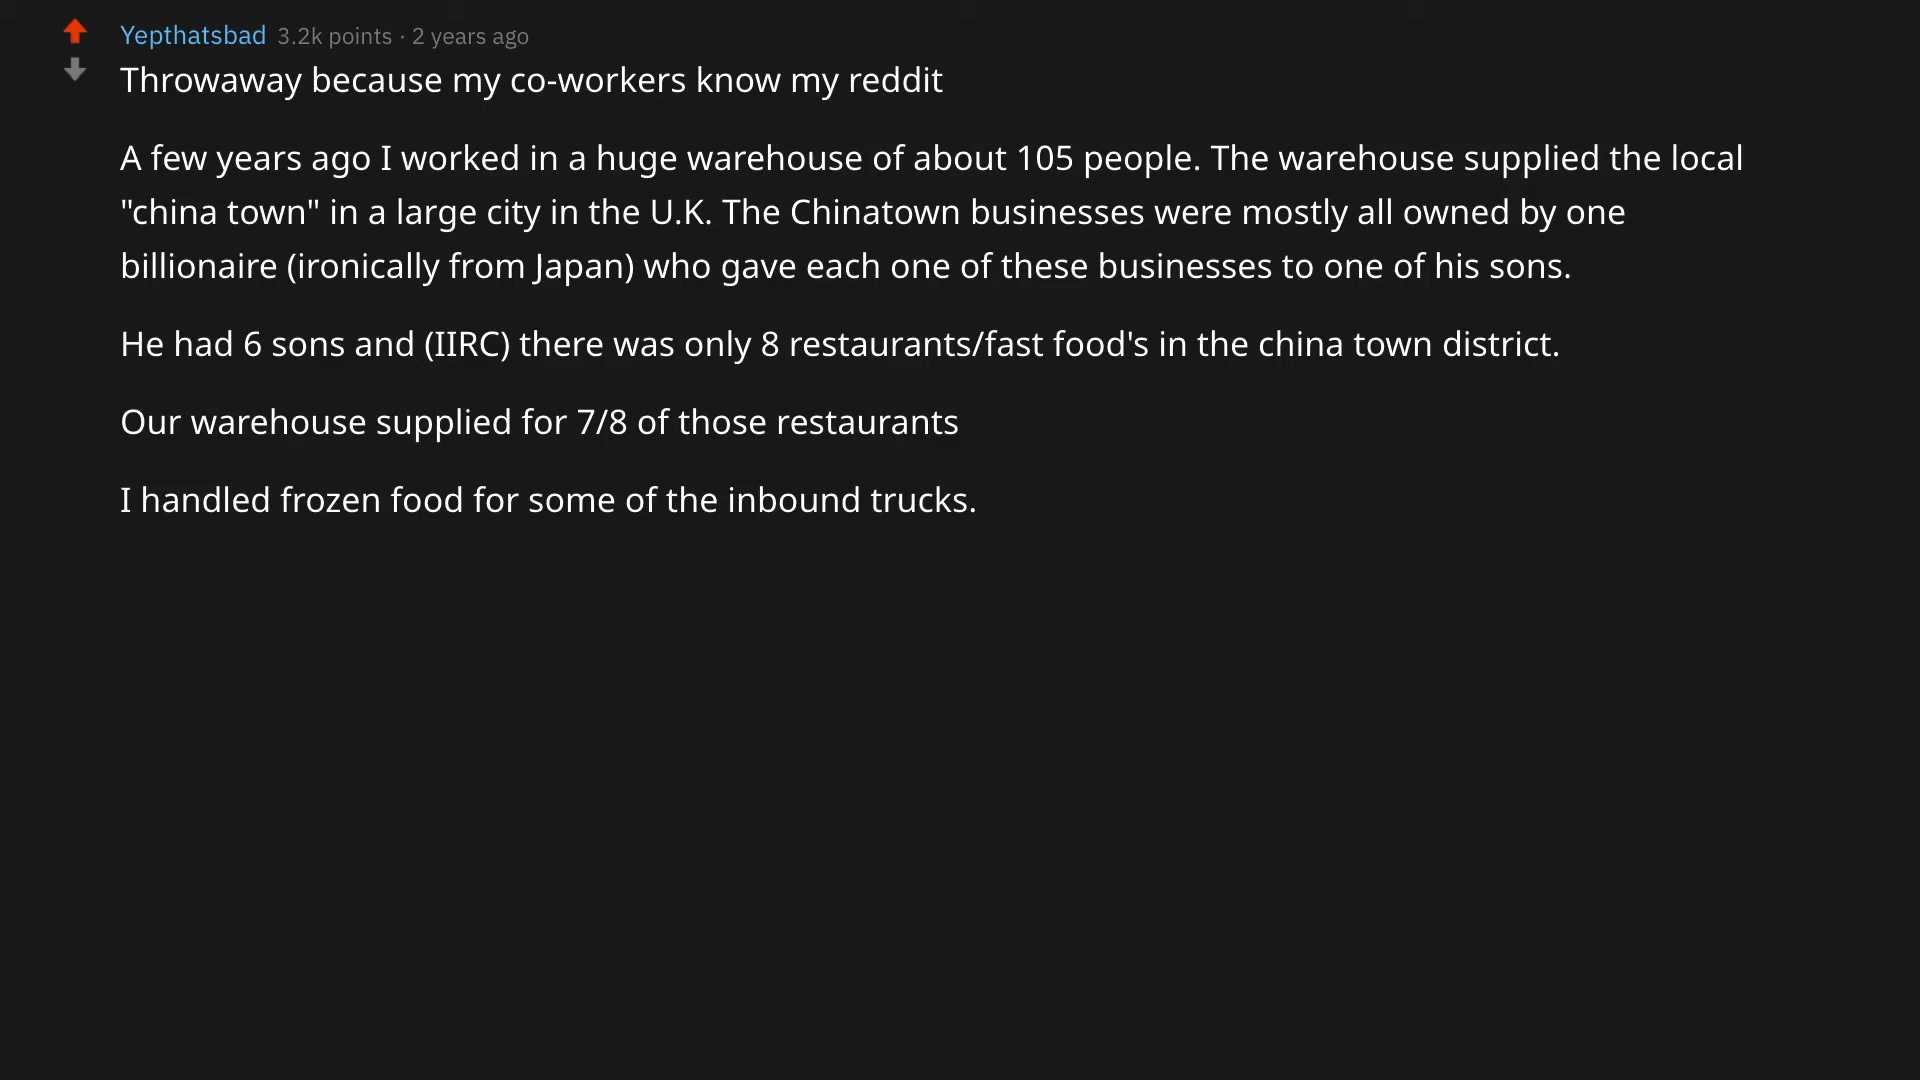 Yepthatsbad 3.2k points · 2 years ago
Throwaway because my co-workers know my reddit
A few years ago I worked in a huge warehouse of about 105 people. The warehouse supplied the local
"china town" in a large city in the U.K. The Chinatown businesses were mostly all owned by one
billionaire (ironically from Japan) who gave each one of these businesses to one of his sons.
He had 6 sons and (IIRC) there was only 8 restaurants/fast food's in the china town district.
Our warehouse supplied for 7/8 of those restaurants
I handled frozen food for some of the inbound trucks.